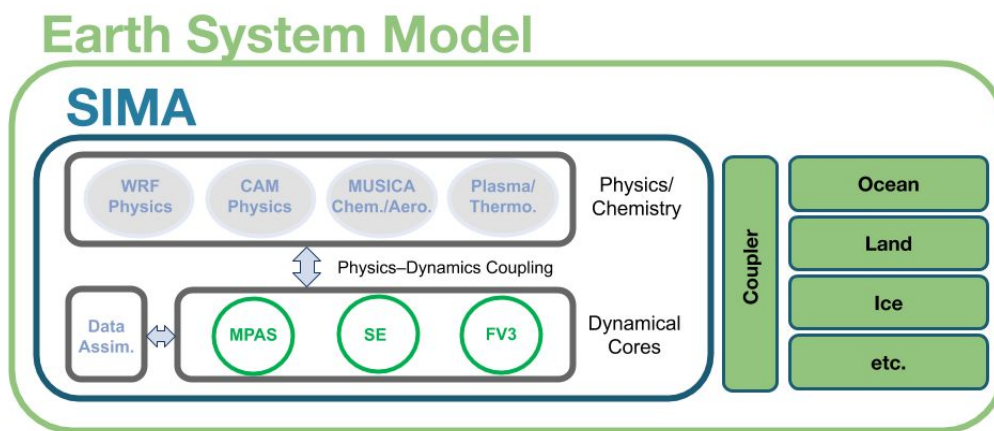 Earth System Model
SIMA
WRF
Physics
CAM
Physics
MUSICA
Chem./Aero.
Plasma/
Thermo.
Physics/
Chemistry
Physics–Dynamics Coupling
Data
Assim.
MPAS
SE
FV3
Dynamical
Cores
Coupler
Ocean
Land
Ice
etc.